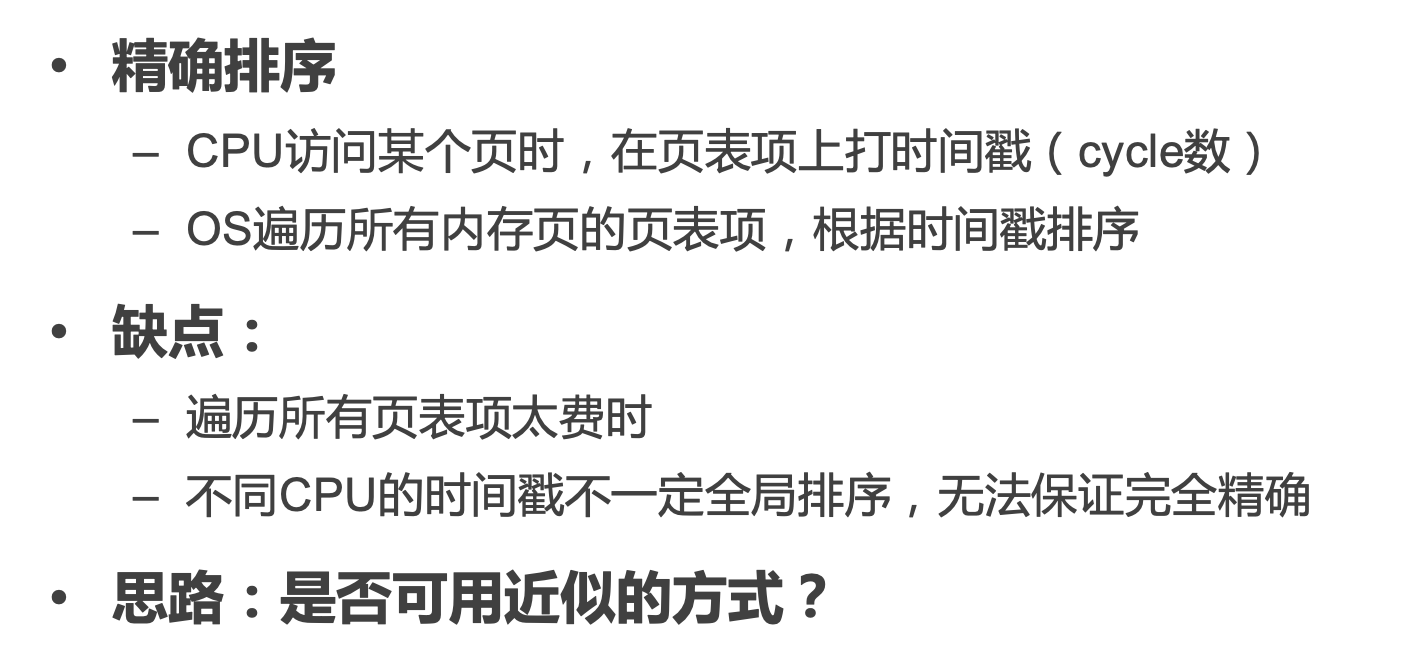 • 精确排序
– CPU访问某个页时，在页表项上打时间戳（cycle数）
– OS遍历所有内存页的页表项，根据时间戳排序
• 缺点：
– 遍历所有页表项太费时
– 不同CPU的时间戳不一定全局排序，无法保证完全精确
• 思路：是否可用近似的方式？